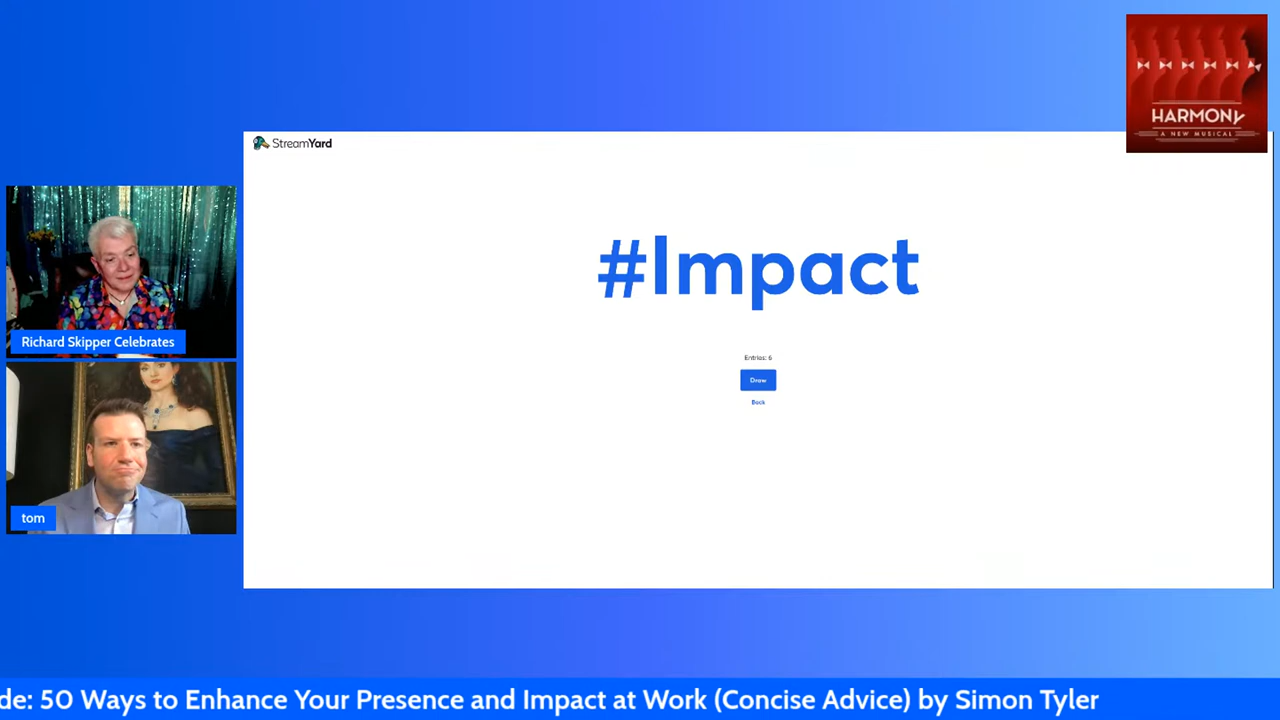 HARMONY
A NEW MUSICAL
StreamYard
#Impact
Entries: 6
Draw
Back
Richard Skipper Celebrates
tom
de: 50 Ways to Enhance Your Presence and Impact at Work (Concise Advice) by Simon Tyler